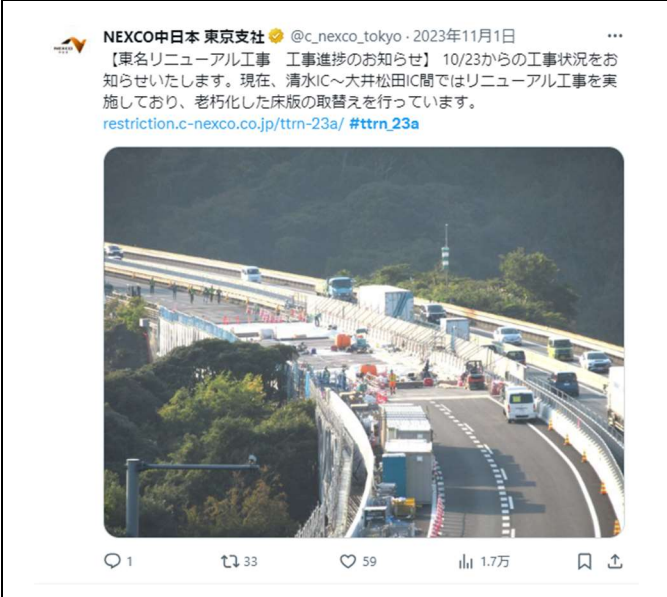 NEXCO中日本 東京支社 @c_nexco_tokyo · 2023年11月1日
【東名リニューアル工事　工事進捗のお知らせ】 10/23からの工事状況をお
知らせいたします。現在、清水IC～大井松田IC間ではリニューアル工事を実
施しており、老朽化した床版の取替えを行っています。
restriction.c-nexco.co.jp/ttrn-23a/ #ttrn_23a
1 33 59 1.7万